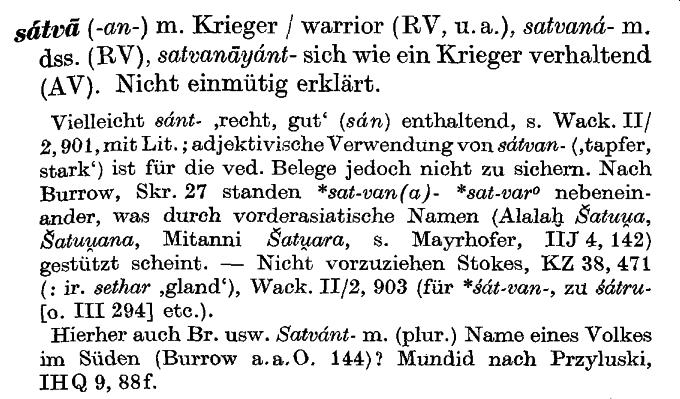 sátvā (-an-) m. Krieger / warrior (RV, u. a.), satvaná- m.
dss. (RV), satvanāyánt- sich wie ein Krieger verhaltend
(AV). Nicht einmütig erklärt.
Vielleicht sánt- ‚recht, gut‘ (sán) enthaltend, s. Wack. II/
2, 901, mit Lit.; adjektivische Verwendung von sátvan- (‚tapfer,
stark‘) ist für die ved. Belege jedoch nicht zu sichern. Nach
Burrow, Skr. 27 standen *sat-van(a)- *sat-var° nebenein-
ander, was durch vorderasiatische Namen (Alalaḫ Šatuu̯a,
Šatuu̯ana, Mitanni Šatu̯ara, s. Mayrhofer, IIJ 4, 142)
gestützt scheint. — Nicht vorzuziehen Stokes, KZ 38, 471
(: ir. sethar ‚gland‘), Wack. II/2, 903 (für *śát-van-, zu śátru-
[o. III 294] etc.).
Hierher auch Br. usw. Satvánt- m. (plur.) Name eines Volkes
im Süden (Burrow a. a. O. 144)? Mundid nach Przyluski,
IHQ 9, 88f.